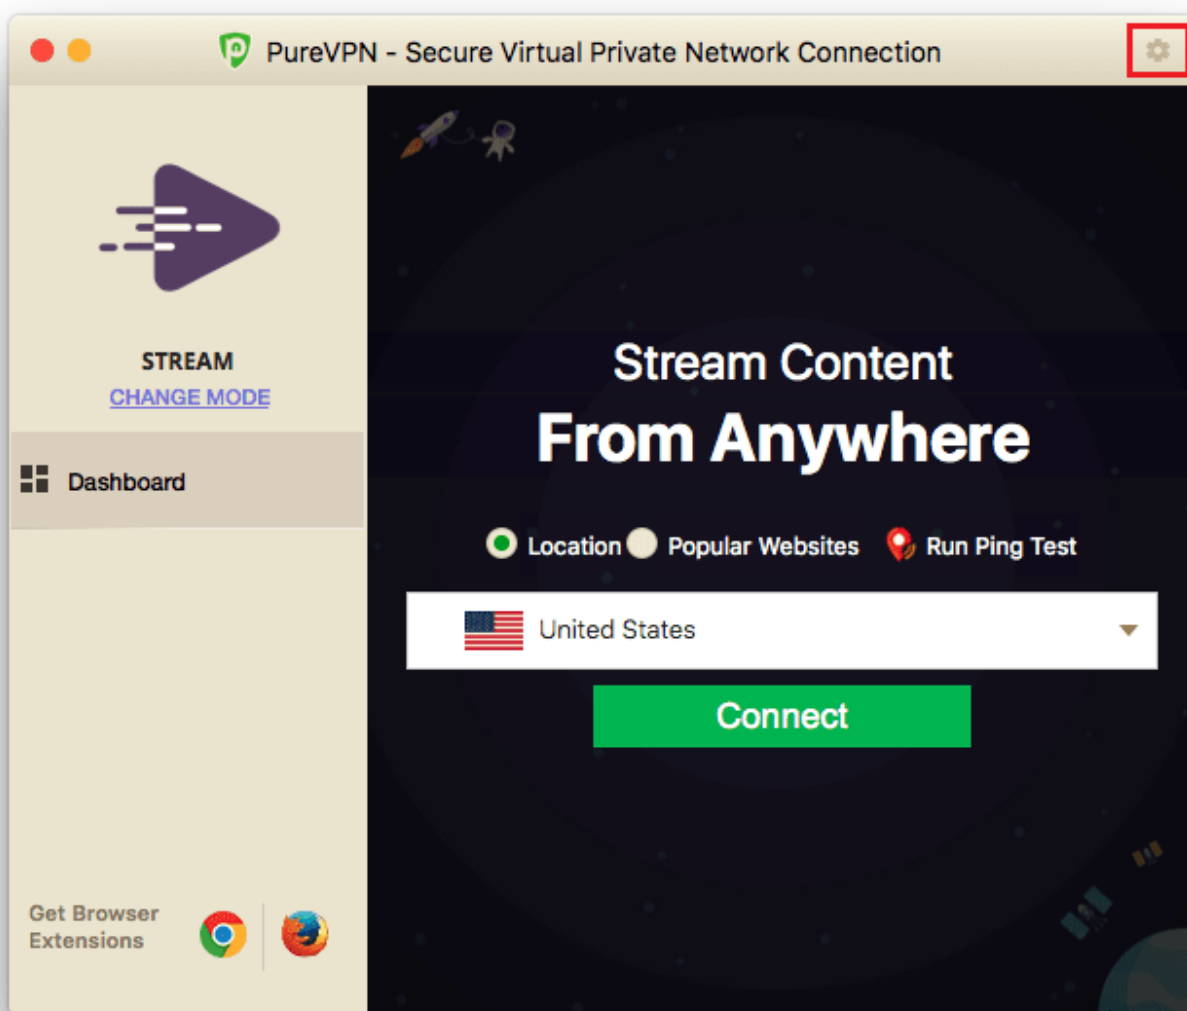 PureVPN - Secure Virtual Private Network Connection
STREAM
CHANGE MODE
Dashboard
Stream Content
From Anywhere
Location Popular Websites Run Ping Test
United States
Connect
Get Browser
Extensions